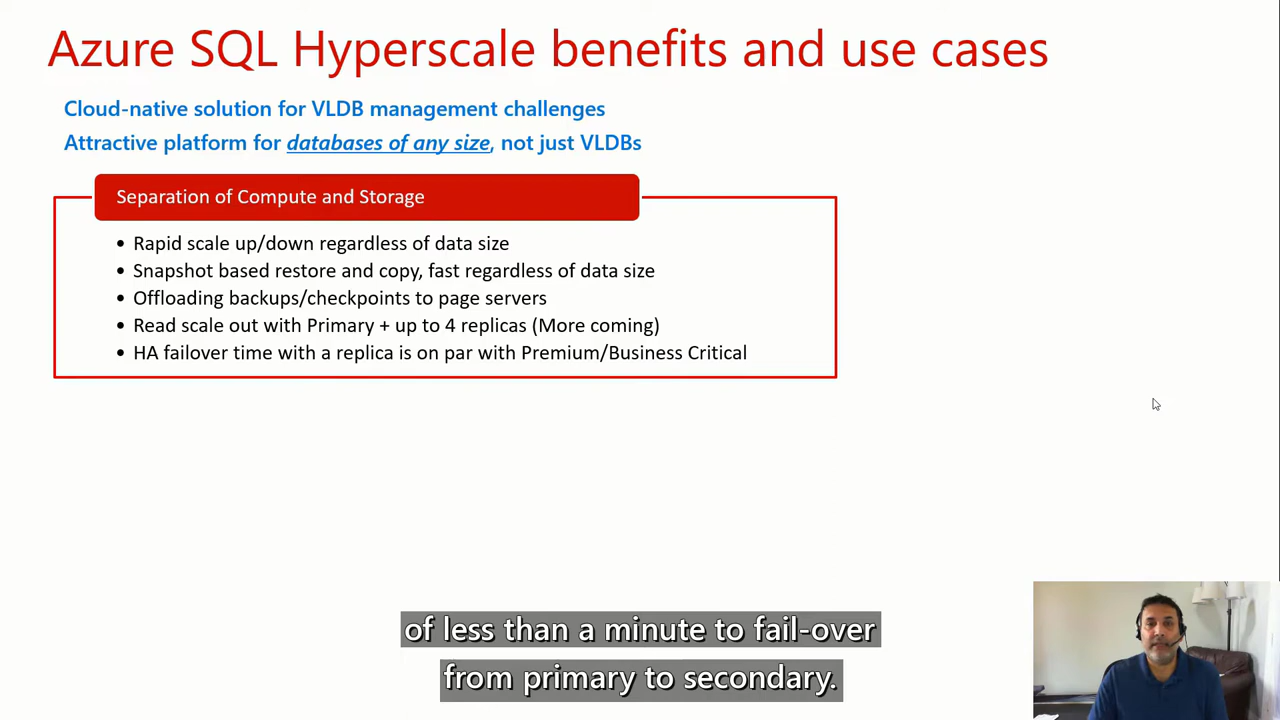 Azure SQL Hyperscale benefits and use cases
Cloud-native solution for VLDB management challenges
Attractive platform for databases of any size, not just VLDBs
Separation of Compute and Storage
• Rapid scale up/down regardless of data size
• Snapshot based restore and copy, fast regardless of data size
• Offloading backups/checkpoints to page servers
• Read scale out with Primary + up to 4 replicas (More coming)
• HA failover time with a replica is on par with Premium/Business Critical
of less than a minute to fail-over
from primary to secondary.